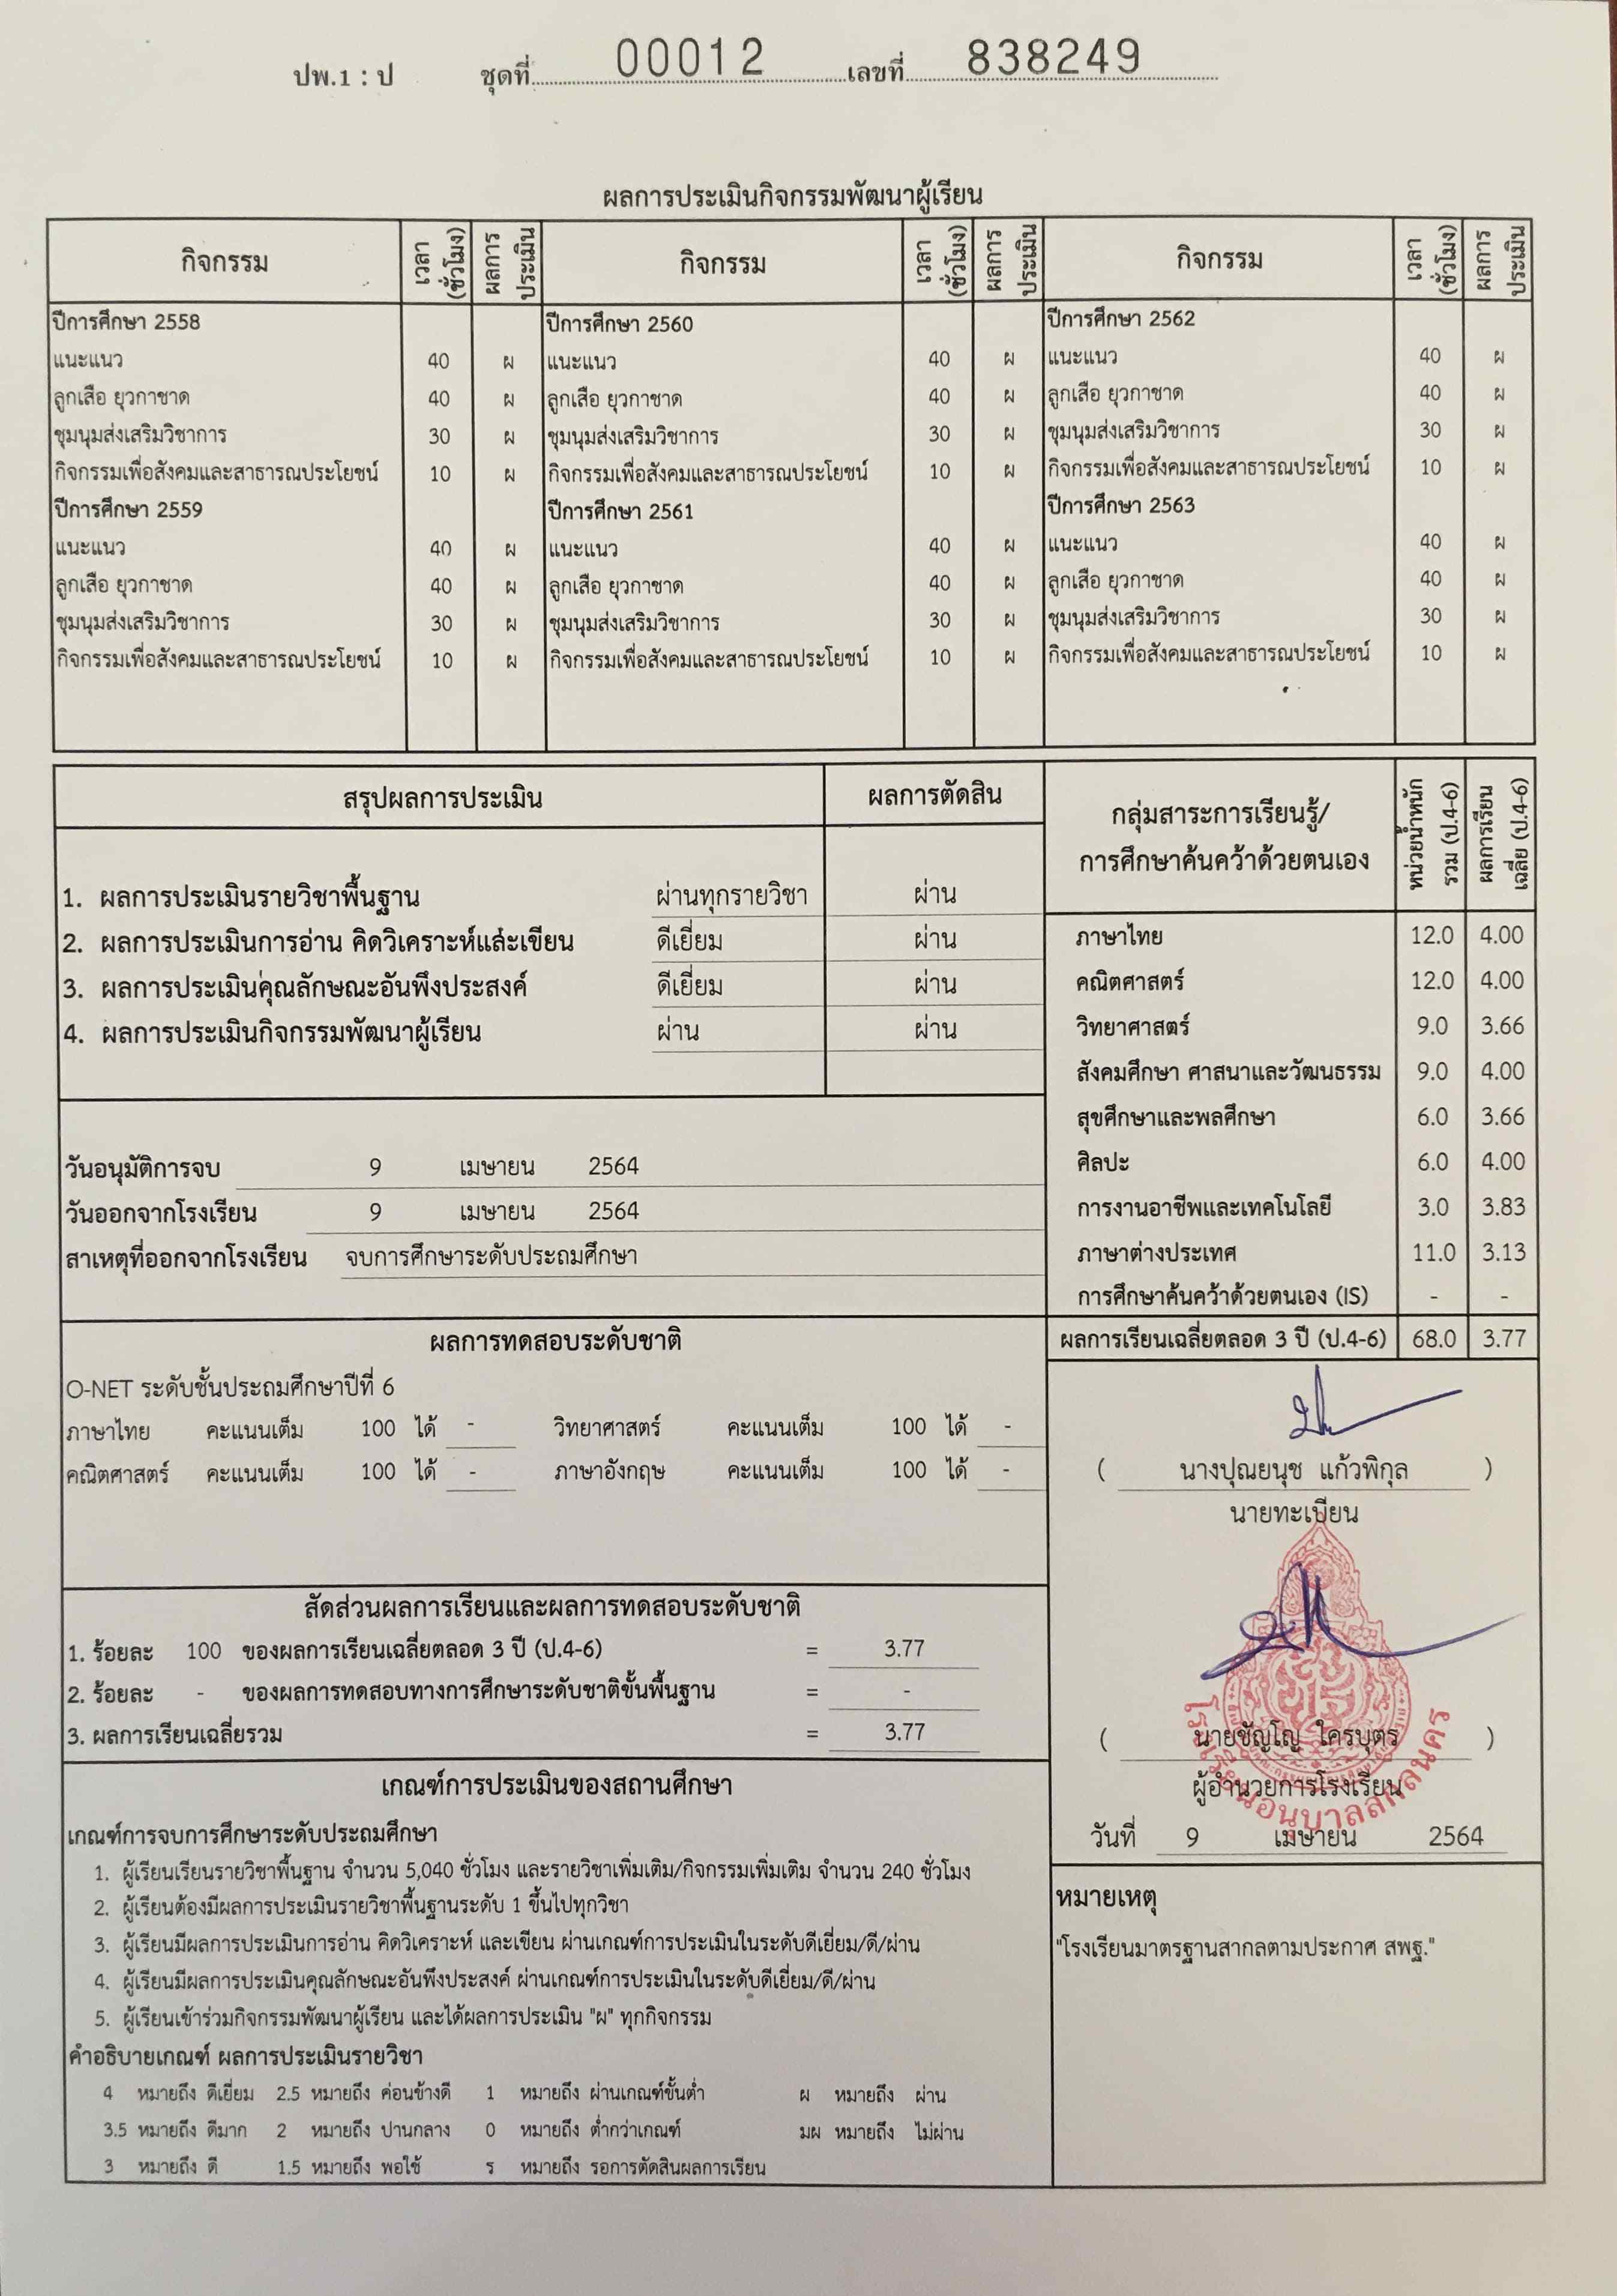 ปพ.1 : ป ชุดที่ 00012 เลขที่ 838249
ผลการประเมินกิจกรรมพัฒนาผู้เรียน
กิจกรรม เวลา (ชั่วโมง) ผลการประเมิน กิจกรรม เวลา (ชั่วโมง) ผลการประเมิน กิจกรรม เวลา (ชั่วโมง) ผลการประเมิน
ปีการศึกษา 2558 ปีการศึกษา 2560 ปีการศึกษา 2562
แนะแนว 40 ผ แนะแนว 40 ผ แนะแนว 40 ผ
ลูกเสือ ยุวกาชาด 40 ผ ลูกเสือ ยุวกาชาด 40 ผ ลูกเสือ ยุวกาชาด 40 ผ
ชุมนุมส่งเสริมวิชาการ 30 ผ ชุมนุมส่งเสริมวิชาการ 30 ผ ชุมนุมส่งเสริมวิชาการ 30 ผ
กิจกรรมเพื่อสังคมและสาธารณประโยชน์ 10 ผ กิจกรรมเพื่อสังคมและสาธารณประโยชน์ 10 ผ กิจกรรมเพื่อสังคมและสาธารณประโยชน์ 10 ผ
ปีการศึกษา 2559 ปีการศึกษา 2561 ปีการศึกษา 2563
แนะแนว 40 ผ แนะแนว 40 ผ แนะแนว 40 ผ
ลูกเสือ ยุวกาชาด 40 ผ ลูกเสือ ยุวกาชาด 40 ผ ลูกเสือ ยุวกาชาด 40 ผ
ชุมนุมส่งเสริมวิชาการ 30 ผ ชุมนุมส่งเสริมวิชาการ 30 ผ ชุมนุมส่งเสริมวิชาการ 30 ผ
กิจกรรมเพื่อสังคมและสาธารณประโยชน์ 10 ผ กิจกรรมเพื่อสังคมและสาธารณประโยชน์ 10 ผ กิจกรรมเพื่อสังคมและสาธารณประโยชน์ 10 ผ
สรุปผลการประเมิน ผลการตัดสิน
1. ผลการประเมินรายวิชาพื้นฐาน ผ่านทุกรายวิชา ผ่าน
2. ผลการประเมินการอ่าน คิดวิเคราะห์และเขียน ดีเยี่ยม ผ่าน
3. ผลการประเมินคุณลักษณะอันพึงประสงค์ ดีเยี่ยม ผ่าน
4. ผลการประเมินกิจกรรมพัฒนาผู้เรียน ผ่าน ผ่าน
วันอนุมัติการจบ 9 เมษายน 2564
วันออกจากโรงเรียน 9 เมษายน 2564
สาเหตุที่ออกจากโรงเรียน จบการศึกษาระดับประถมศึกษา
ผลการทดสอบระดับชาติ
O-NET ระดับชั้นประถมศึกษาปีที่ 6
ภาษาไทย คะแนนเต็ม 100 ได้ - วิทยาศาสตร์ คะแนนเต็ม 100 ได้ -
คณิตศาสตร์ คะแนนเต็ม 100 ได้ - ภาษาอังกฤษ คะแนนเต็ม 100 ได้ -
สัดส่วนผลการเรียนและผลการทดสอบระดับชาติ
1. ร้อยละ 100 ของผลการเรียนเฉลี่ยตลอด 3 ปี (ป.4-6) = 3.77
2. ร้อยละ - ของผลการทดสอบทางการศึกษาระดับชาติขั้นพื้นฐาน = -
3. ผลการเรียนเฉลี่ยรวม = 3.77
เกณฑ์การประเมินของสถานศึกษา
เกณฑ์การจบการศึกษาระดับประถมศึกษา
1. ผู้เรียนเรียนรายวิชาพื้นฐาน จำนวน 5,040 ชั่วโมง และรายวิชาเพิ่มเติม/กิจกรรมเพิ่มเติม จำนวน 240 ชั่วโมง
2. ผู้เรียนต้องมีผลการประเมินรายวิชาพื้นฐานระดับ 1 ขึ้นไปทุกวิชา
3. ผู้เรียนมีผลการประเมินการอ่าน คิดวิเคราะห์ และเขียน ผ่านเกณฑ์การประเมินในระดับดีเยี่ยม/ดี/ผ่าน
4. ผู้เรียนมีผลการประเมินคุณลักษณะอันพึงประสงค์ ผ่านเกณฑ์การประเมินในระดับดีเยี่ยม/ดี/ผ่าน
5. ผู้เรียนเข้าร่วมกิจกรรมพัฒนาผู้เรียน และได้ผลการประเมิน "ผ" ทุกกิจกรรม
คำอธิบายเกณฑ์ ผลการประเมินรายวิชา
4 หมายถึง ดีเยี่ยม 2.5 หมายถึง ค่อนข้างดี 1 หมายถึง ผ่านเกณฑ์ขั้นต่ำ ผ หมายถึง ผ่าน
3.5 หมายถึง ดีมาก 2 หมายถึง ปานกลาง 0 หมายถึง ต่ำกว่าเกณฑ์ มผ หมายถึง ไม่ผ่าน
3 หมายถึง ดี 1.5 หมายถึง พอใช้ ร หมายถึง รอการตัดสินผลการเรียน
กลุ่มสาระการเรียนรู้/ การศึกษาค้นคว้าด้วยตนเอง หน่วยน้ำหนักรวม (ป.4-6) ผลการเรียนเฉลี่ย (ป.4-6)
ภาษาไทย 12.0 4.00
คณิตศาสตร์ 12.0 4.00
วิทยาศาสตร์ 9.0 3.66
สังคมศึกษา ศาสนาและวัฒนธรรม 9.0 4.00
สุขศึกษาและพลศึกษา 6.0 3.66
ศิลปะ 6.0 4.00
การงานอาชีพและเทคโนโลยี 3.0 3.83
ภาษาต่างประเทศ 11.0 3.13
การศึกษาค้นคว้าด้วยตนเอง (IS) - -
ผลการเรียนเฉลี่ยตลอด 3 ปี (ป.4-6) 68.0 3.77
( นางปุณยนุช แก้วพิกุล )
นายทะเบียน
( นายชัญโญ ใครบุตร )
ผู้อำนวยการโรงเรียน
โรงเรียนอนุบาลสกลนคร
วันที่ 9 เมษายน 2564
หมายเหตุ
"โรงเรียนมาตรฐานสากลตามประกาศ สพฐ."